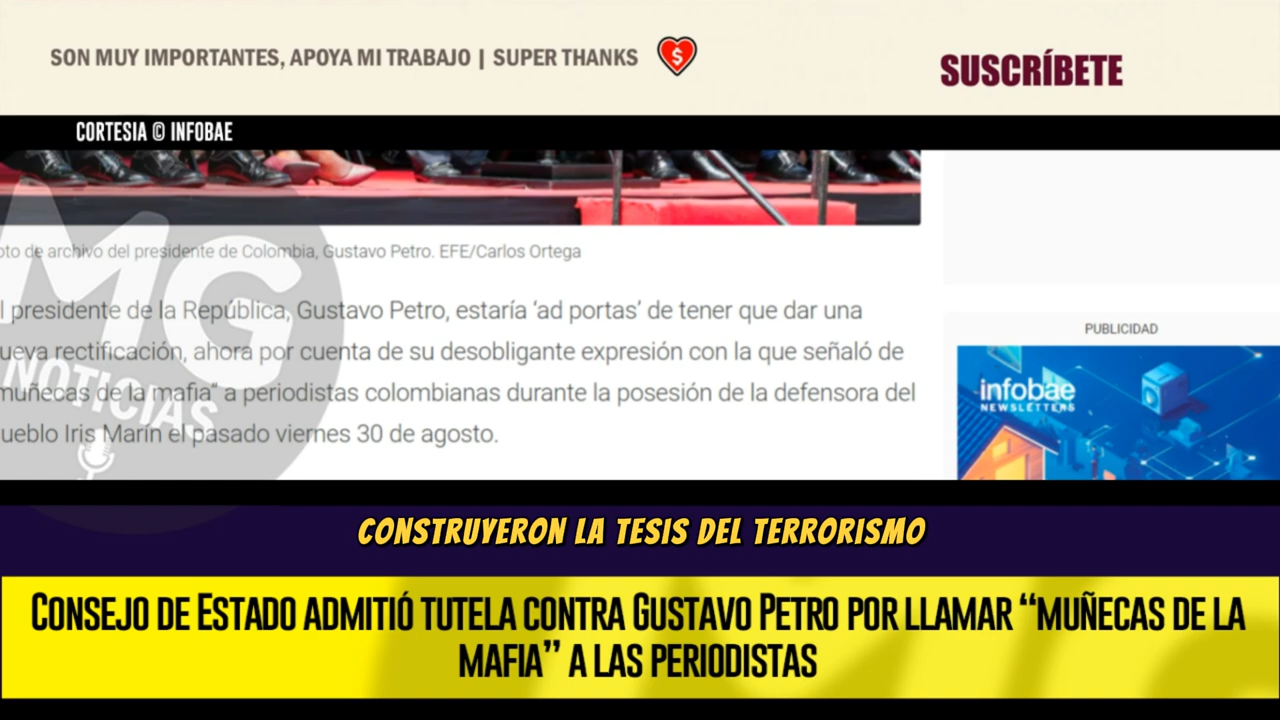 SON MUY IMPORTANTES, APOYA MI TRABAJO | SUPER THANKS
SUSCRÍBETE
CORTESIA © INFOBAE
oto de archivo del presidente de Colombia, Gustavo Petro. EFE/Carlos Ortega
l presidente de la República, Gustavo Petro, estaría ‘ad portas’ de tener que dar una
ueva rectificación, ahora por cuenta de su desobligante expresión con la que señaló de
muñecas de la mafia“ a periodistas colombianas durante la posesión de la defensora del
ueblo Iris Marín el pasado viernes 30 de agosto.
MG
NOTICIAS
PUBLICIDAD
infobae
NEWSLETTERS
CONSTRUYERON LA TESIS DEL TERRORISMO
CONSEJO DE ESTADO ADMITIÓ TUTELA CONTRA GUSTAVO PETRO POR LLAMAR “MUÑECAS DE LA
MAFIA” A LAS PERIODISTAS